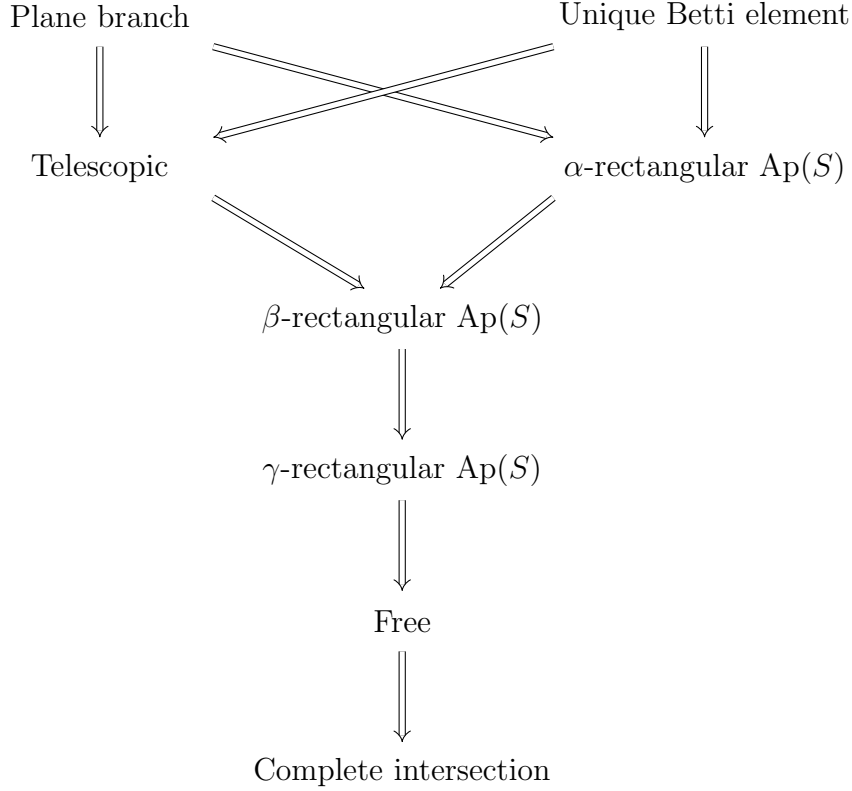 Plane branch
Unique Betti element
Telescopic
α-rectangular Ap(S)
β-rectangular Ap(S)
γ-rectangular Ap(S)
Free
Complete intersection